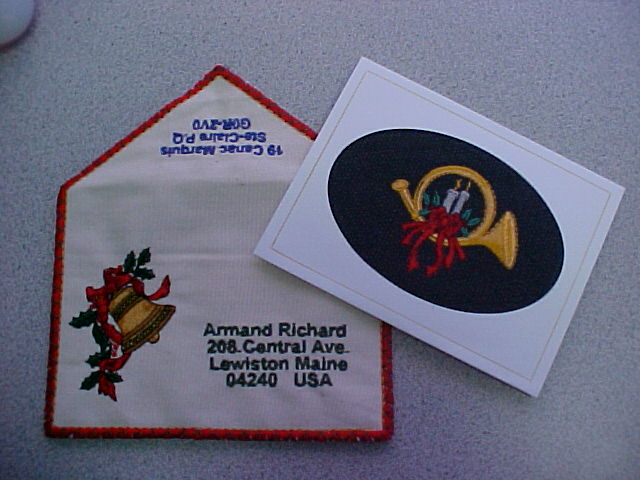 19 Canac Marquis
Ste-Claire P.Q
G0R-2V0
Armand Richard
208 Central Ave.
Lewiston Maine
04240 USA